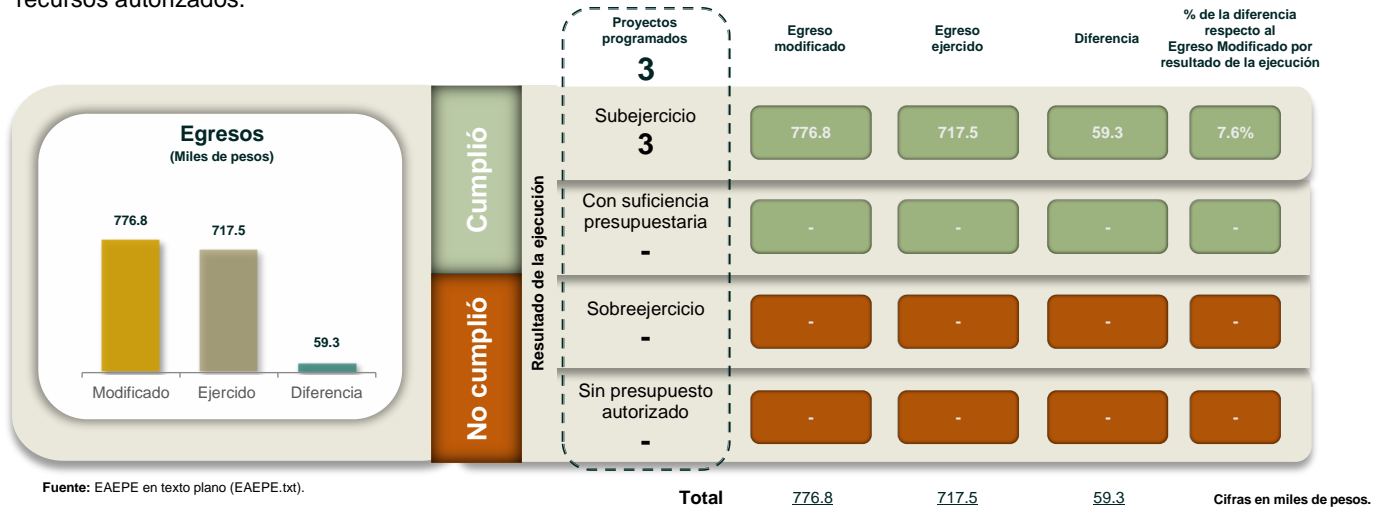 recursos autorizados.
Proyectos
programados
3
Egreso
modificado
Egreso
ejercido
Diferencia
% de la diferencia
respecto al
Egreso Modificado por
resultado de la ejecución
Egresos
(Miles de pesos)
776.8
717.5
59.3
Modificado
Ejercido
Diferencia
Cumplió
No cumplió
Resultado de la ejecución
Subejercicio
3
776.8
717.5
59.3
7.6%
Con suficiencia
presupuestaria
-
-
-
-
-
Sobreejercicio
-
-
-
-
-
Sin presupuesto
autorizado
-
-
-
-
-
Fuente: EAEPE en texto plano (EAEPE.txt).
Total
776.8
717.5
59.3
Cifras en miles de pesos.